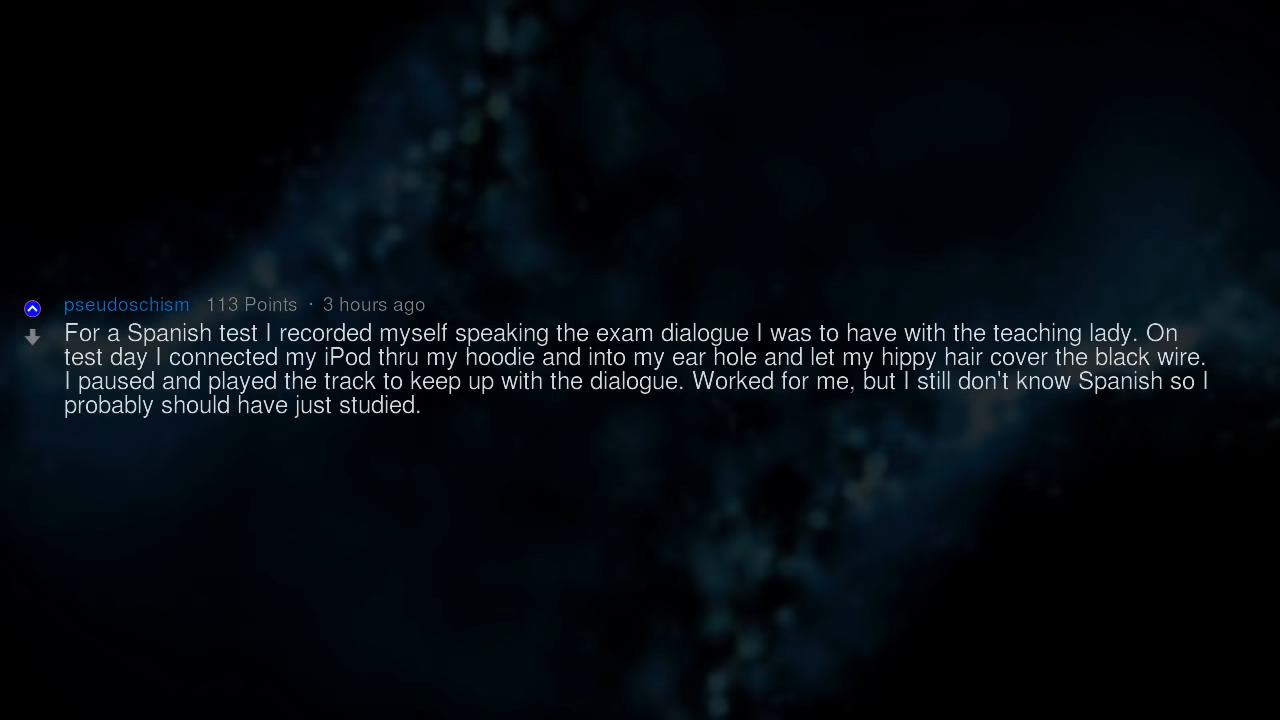 pseudoschism 113 Points · 3 hours ago
For a Spanish test I recorded myself speaking the exam dialogue I was to have with the teaching lady. On
test day I connected my iPod thru my hoodie and into my ear hole and let my hippy hair cover the black wire.
I paused and played the track to keep up with the dialogue. Worked for me, but I still don't know Spanish so I
probably should have just studied.